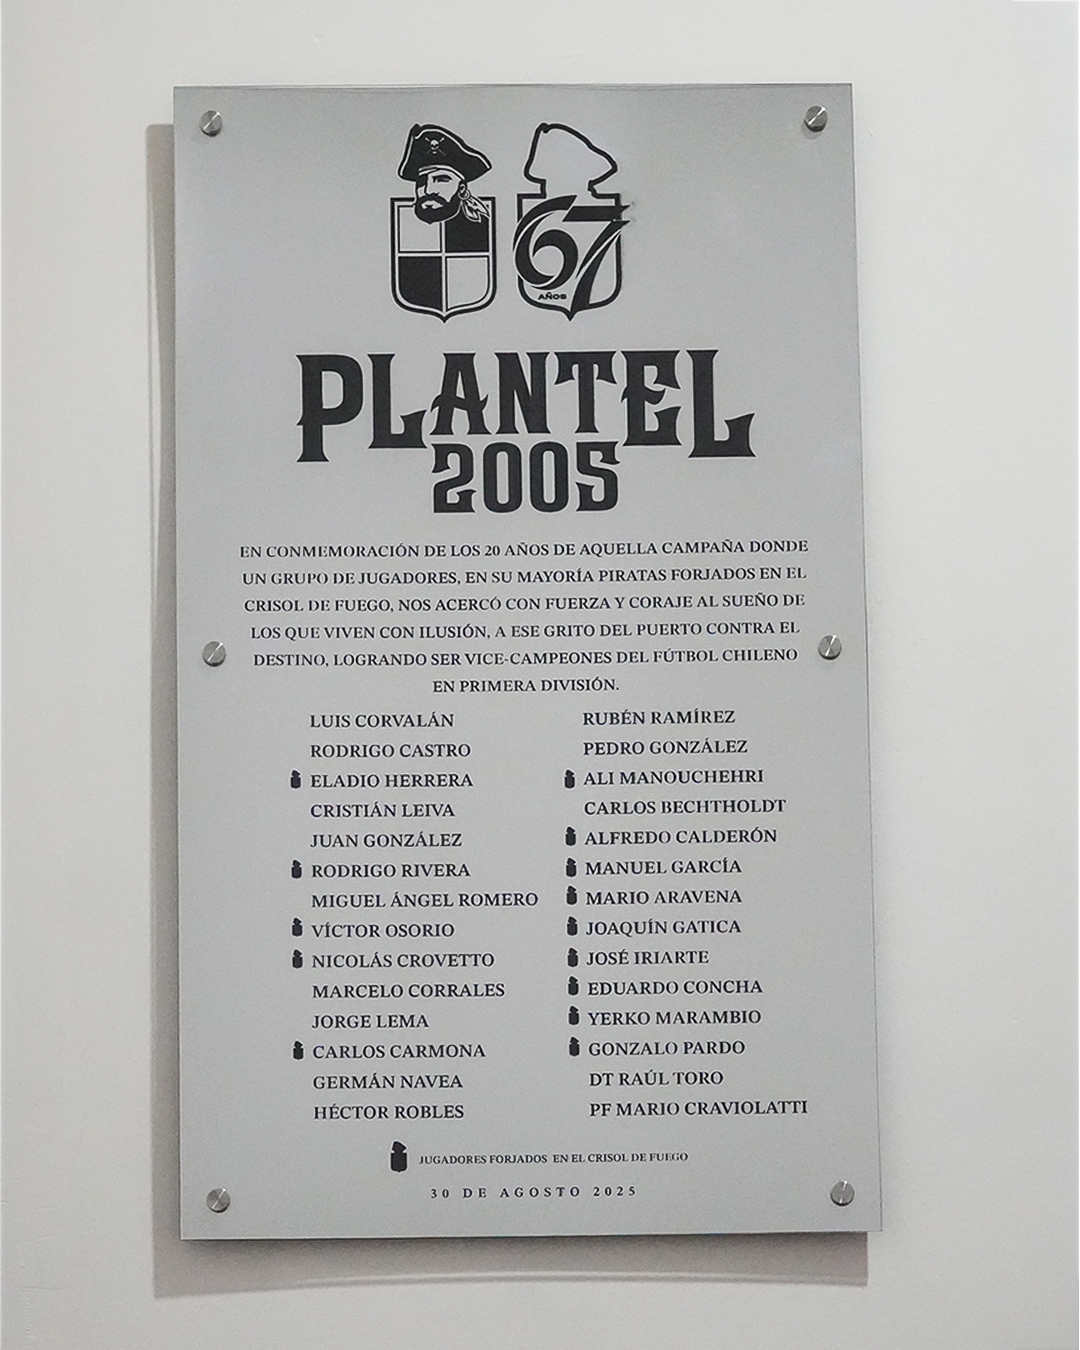 67
AÑOS
PLANTEL
2005
EN CONMEMORACIÓN DE LOS 20 AÑOS DE AQUELLA CAMPAÑA DONDE
UN GRUPO DE JUGADORES, EN SU MAYORÍA PIRATAS FORJADOS EN EL
CRISOL DE FUEGO, NOS ACERCÓ CON FUERZA Y CORAJE AL SUEÑO DE
LOS QUE VIVEN CON ILUSIÓN, A ESE GRITO DEL PUERTO CONTRA EL
DESTINO, LOGRANDO SER VICE-CAMPEONES DEL FÚTBOL CHILENO
EN PRIMERA DIVISIÓN.
LUIS CORVALÁN
RODRIGO CASTRO
ELADIO HERRERA
CRISTIÁN LEIVA
JUAN GONZÁLEZ
RODRIGO RIVERA
MIGUEL ÁNGEL ROMERO
VÍCTOR OSORIO
NICOLÁS CROVETTO
MARCELO CORRALES
JORGE LEMA
CARLOS CARMONA
GERMÁN NAVEA
HÉCTOR ROBLES
RUBÉN RAMÍREZ
PEDRO GONZÁLEZ
ALI MANOUCHEHRI
CARLOS BECHTHOLDT
ALFREDO CALDERÓN
MANUEL GARCÍA
MARIO ARAVENA
JOAQUÍN GATICA
JOSÉ IRIARTE
EDUARDO CONCHA
YERKO MARAMBIO
GONZALO PARDO
DT RAÚL TORO
PF MARIO CRAVIOLATTI
JUGADORES FORJADOS EN EL CRISOL DE FUEGO
30 DE AGOSTO 2025